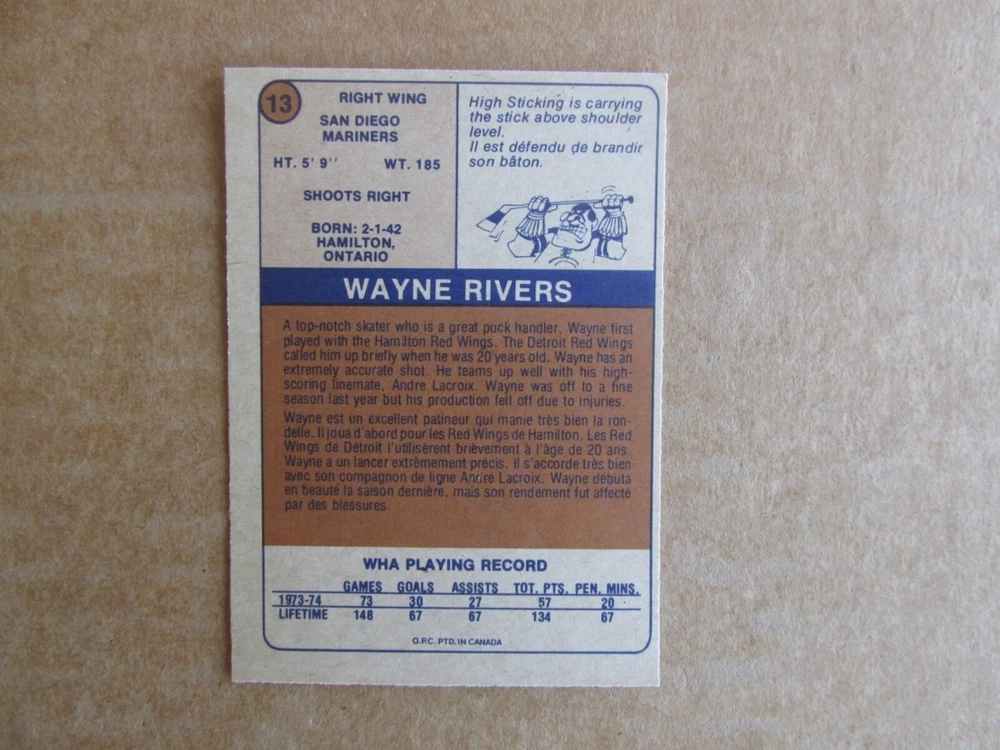 13
RIGHT WING
SAN DIEGO
MARINERS
HT. 5' 9''   WT. 185
SHOOTS RIGHT
BORN: 2-1-42
HAMILTON,
ONTARIO
High Sticking is carrying
the stick above shoulder
level.
Il est défendu de brandir
son bâton.
WAYNE RIVERS
A top-notch skater who is a great puck handler, Wayne first
played with the Hamilton Red Wings. The Detroit Red Wings
called him up briefly when he was 20 years old. Wayne has an
extremely accurate shot. He teams up well with his high-
scoring linemate, Andre Lacroix. Wayne was off to a fine
season last year but his production fell off due to injuries.
Wayne est un excellent patineur qui manie très bien la ron-
delle. Il joua d'abord pour les Red Wings de Hamilton. Les Red
Wings de Détroit l'utilisèrent brièvement à l'âge de 20 ans.
Wayne a un lancer extrêmement précis. Il s'accorde très bien
avec son compagnon de ligne André Lacroix. Wayne débuta
en beauté la saison dernière, mais son rendement fut affecté
par des blessures.
WHA PLAYING RECORD
GAMES GOALS ASSISTS TOT. PTS. PEN. MINS.
1973-74 73 30 27 57 20
LIFETIME 148 67 67 134 67
O.P.C. PTD. IN CANADA